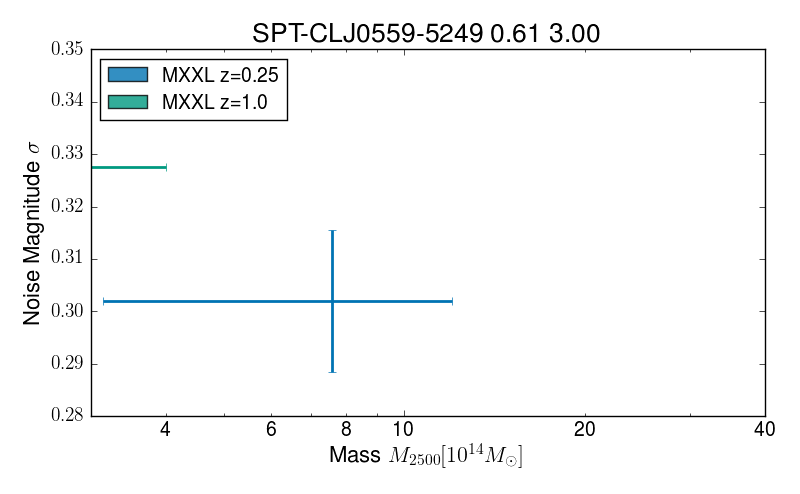 SPT-CLJ0559-5249 0.61 3.00
MXXL z=0.25
MXXL z=1.0
Noise Magnitude σ
0.35
0.34
0.33
0.32
0.31
0.30
0.29
0.28
4 6 8 10 20 40
Mass M₂₅₀₀[10¹⁴M⊙]